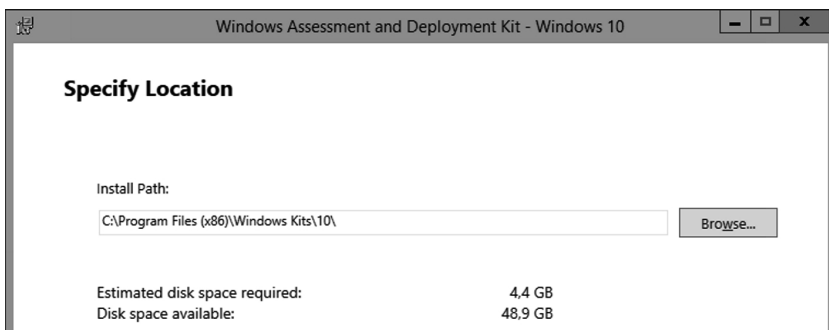 Windows Assessment and Deployment Kit - Windows 10
Specify Location
Install Path:
C:\Program Files (x86)\Windows Kits\10\
Browse...
Estimated disk space required: 4,4 GB
Disk space available: 48,9 GB